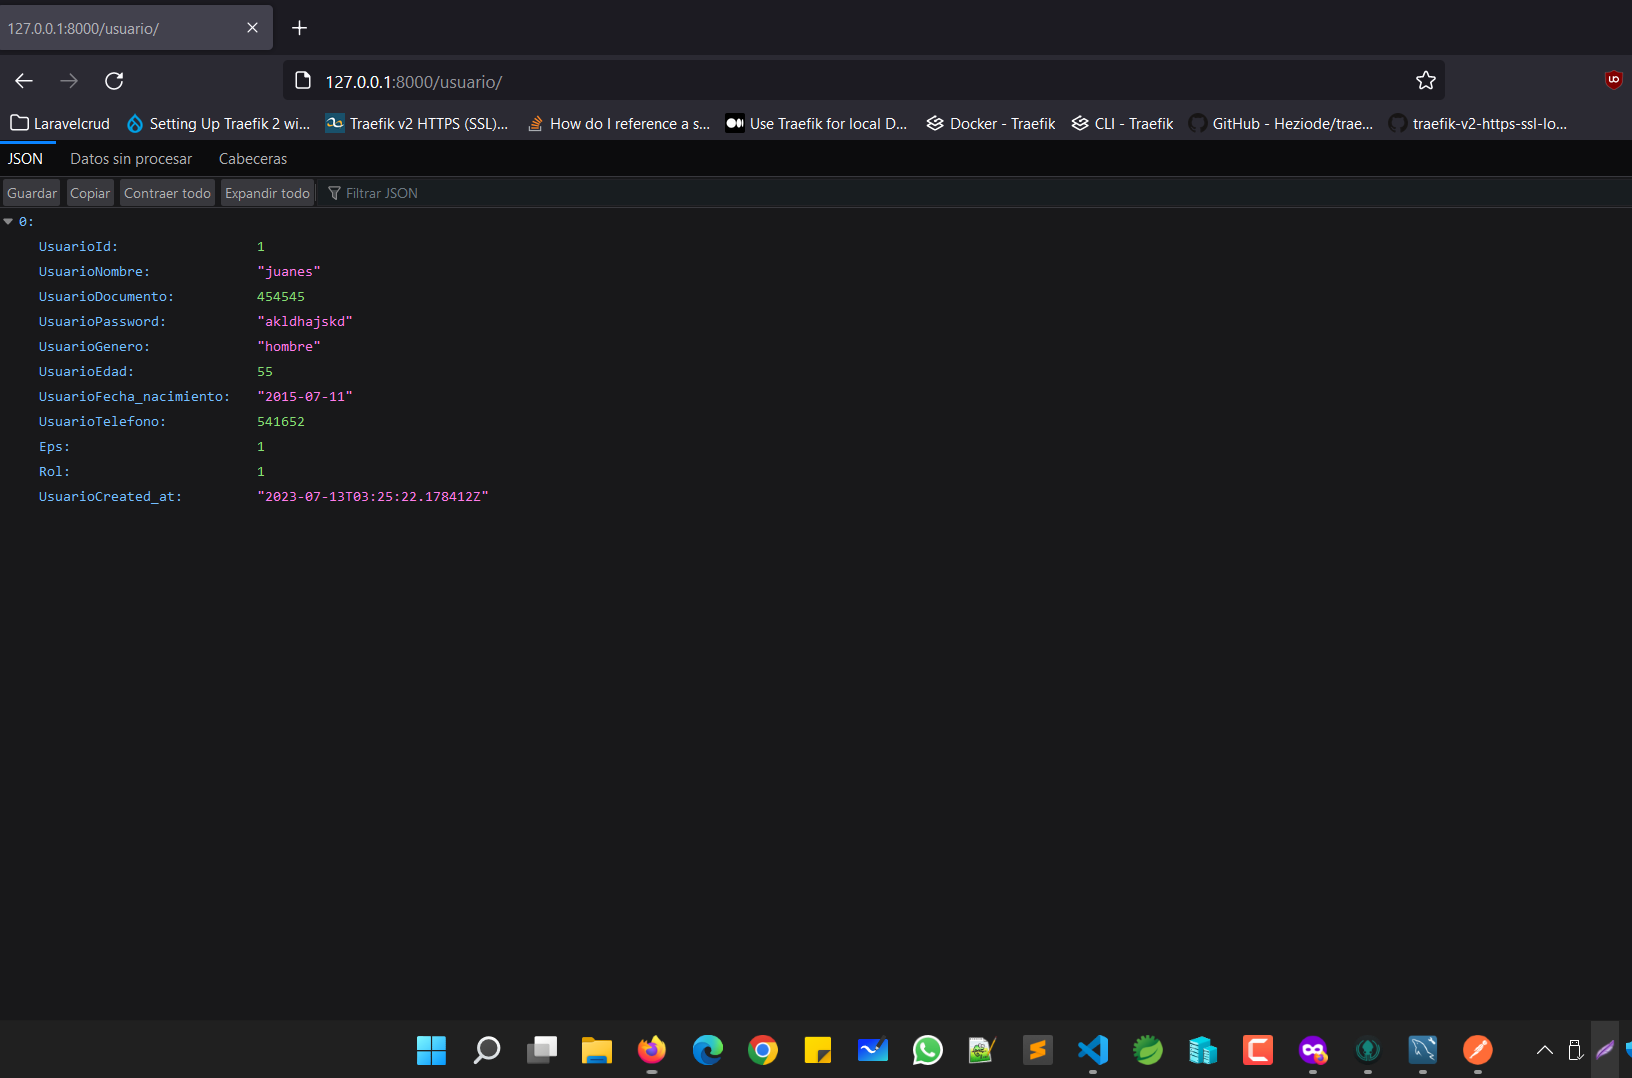 127.0.0.1:8000/usuario/
127.0.0.1:8000/usuario/
Laravelcrud Setting Up Traefik 2 wi... Traefik v2 HTTPS (SSL)... How do I reference a s... Use Traefik for local D... Docker - Traefik CLI - Traefik GitHub - Heziode/trae... traefik-v2-https-ssl-lo...
JSON Datos sin procesar Cabeceras
Guardar Copiar Contraer todo Expandir todo Filtrar JSON
0:
UsuarioId: 1
UsuarioNombre: "juanes"
UsuarioDocumento: 454545
UsuarioPassword: "akldhajskd"
UsuarioGenero: "hombre"
UsuarioEdad: 55
UsuarioFecha_nacimiento: "2015-07-11"
UsuarioTelefono: 541652
Eps: 1
Rol: 1
UsuarioCreated_at: "2023-07-13T03:25:22.178412Z"